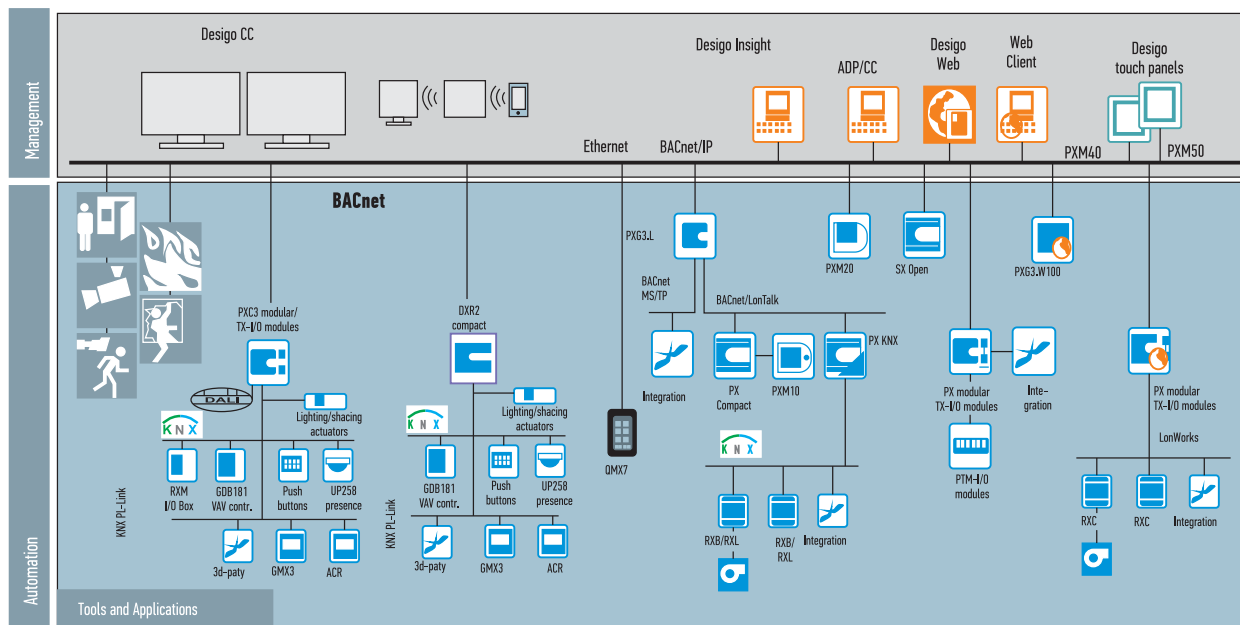 Management
Desigo CC
Desigo Insight
ADP/CC
Desigo
Web
Web
Client
Desigo
touch panels
Ethernet
BACnet/IP
PXM40
PXM50
Automation
BACnet
PXG3.L
PXM20
SX Open
PXG3.W100
BACnet
MS/TP
BACnet/LonTalk
PXC3 modular/
TX-I/O modules
DXR2
compact
PX KNX
Integration
PX
Compact
PXM10
PX modular
TX-I/O modules
Inte-
gration
PX modular
TX-I/O modules
DALI
Lighting/shacing
actuators
Lighting/shacing
actuators
KNX
KNX
KNX
QMX7
PTM-I/O
modules
LonWorks
KNX PL-Link
RXM
I/O Box
GDB181
VAV contr.
Push
buttons
UP258
presence
KNX PL-Link
GDB181
VAV contr.
Push
buttons
UP258
presence
RXB/RXL
RXB/
RXL
Integration
RXC
RXC
Integration
3d-paty
GMX3
ACR
3d-paty
GMX3
ACR
Tools and Applications